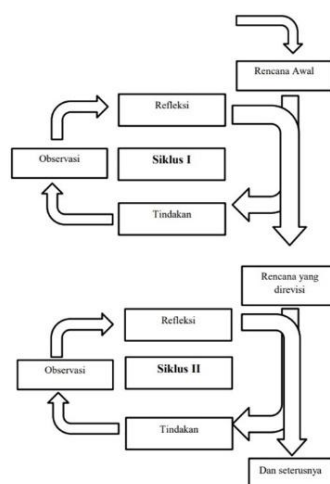 Rencana Awal
Refleksi
Observasi
Siklus I
Tindakan
Rencana yang
direvisi
Refleksi
Observasi
Siklus II
Tindakan
Dan seterusnya